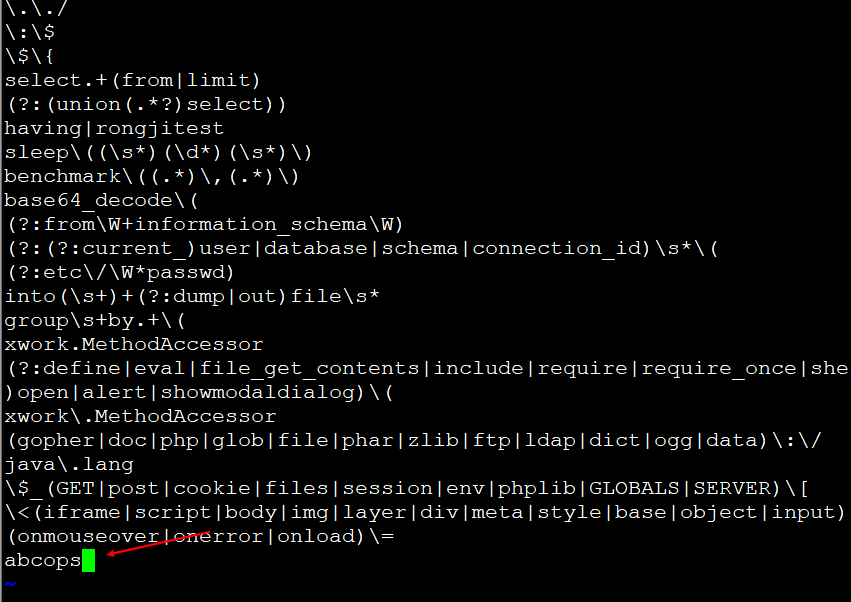 \.\./
\:\$
\$\{
select.+(from|limit)
(?:(union(.*?)select))
having|rongjitest
sleep\((\s*)(\d*)(\s*)\)
benchmark\((.*)\,(.*)\)
base64_decode\(
(?:from\W+information_schema\W)
(?:(?:current_)user|database|schema|connection_id)\s*\(
(?:etc\/\W*passwd)
into(\s+)+(?:dump|out)file\s*
group\s+by.+\(
xwork.MethodAccessor
(?:define|eval|file_get_contents|include|require|require_once|she
)open|alert|showmodaldialog)\(
xwork\.MethodAccessor
(gopher|doc|php|glob|file|phar|zlib|ftp|ldap|dict|ogg|data)\:\/
java\.lang
\$_(GET|post|cookie|files|session|env|phplib|GLOBALS|SERVER)\[
\<(iframe|script|body|img|layer|div|meta|style|base|object|input)
(onmouseover|onerror|onload)\=
abcops
~